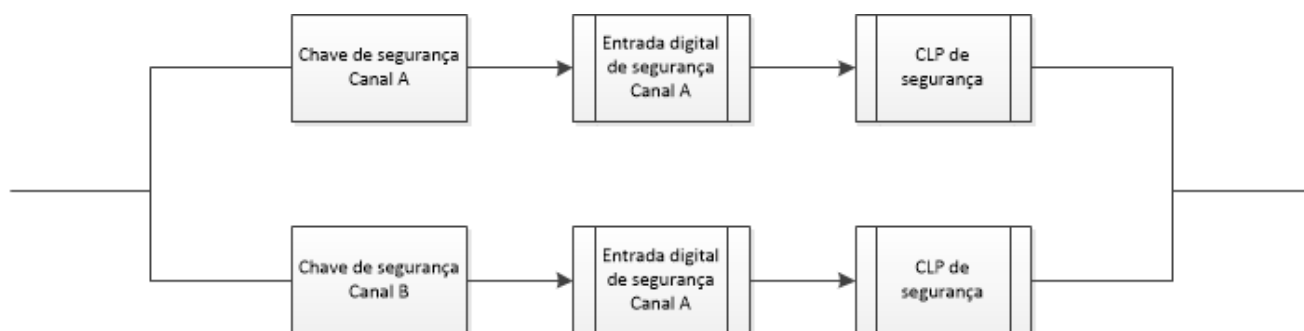 Chave de segurança
Canal A
Entrada digital
de segurança
Canal A
CLP de
segurança
Chave de segurança
Canal B
Entrada digital
de segurança
Canal A
CLP de
segurança